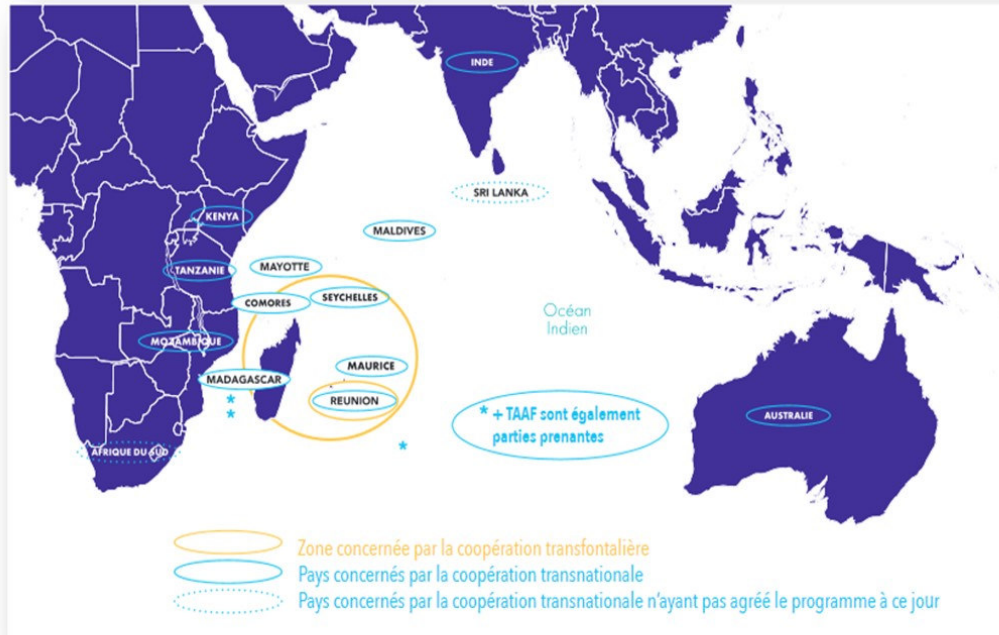 INDE
SRI LANKA
KENYA
MALDIVES
TANZANIE
MAYOTTE
COMORES
SEYCHELLES
Océan
Indien
MOZAMBIQUE
MAURICE
MADAGASCAR
*
*
REUNION
* + TAAF sont également
parties prenantes
AUSTRALIE
*
AFRIQUE DU SUD
Zone concernée par la coopération transfontalière
Pays concernés par la coopération transnationale
Pays concernés par la coopération transnationale n'ayant pas agréé le programme à ce jour